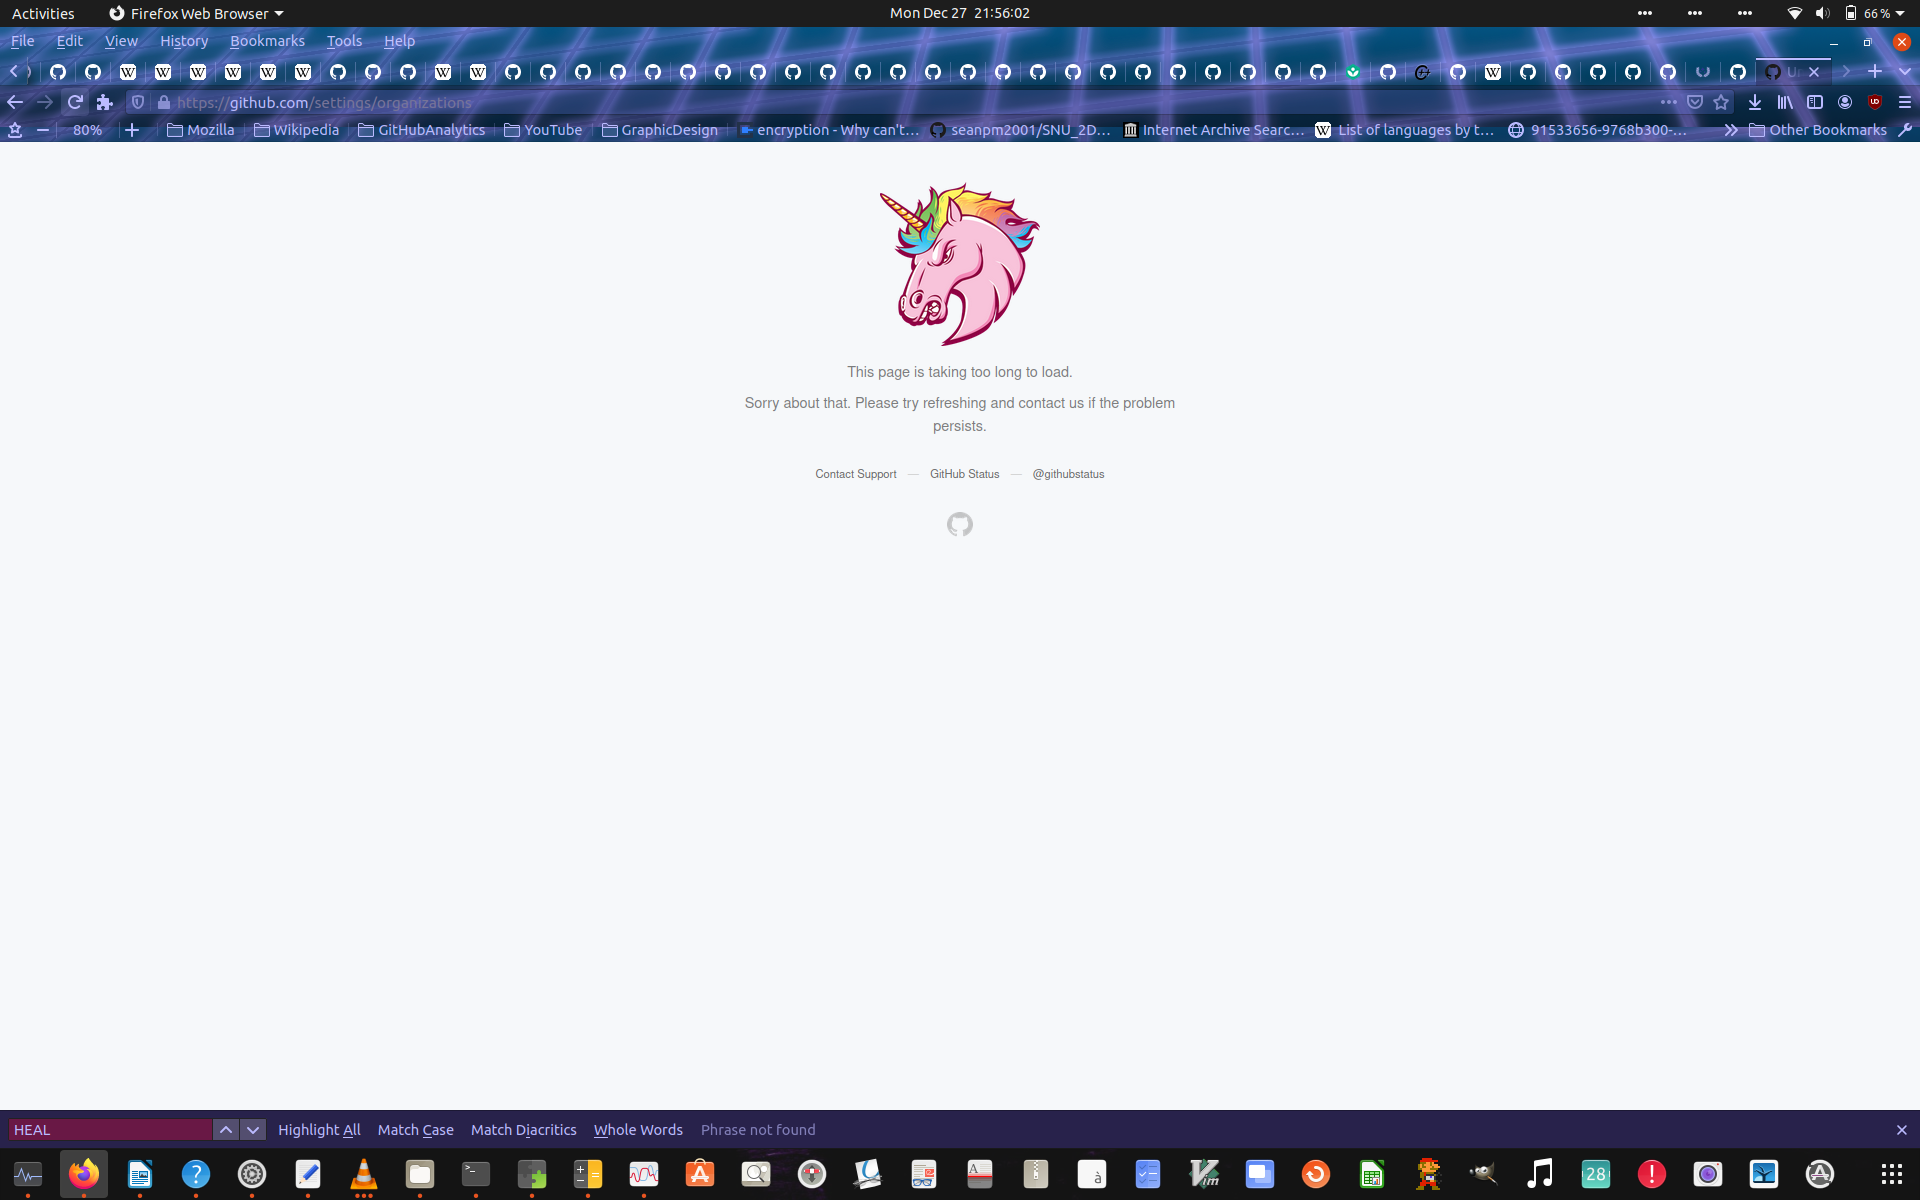 Activities Firefox Web Browser Mon Dec 27 21:56:02 66 %
File Edit View History Bookmarks Tools Help
https://github.com/settings/organizations
80% Mozilla Wikipedia GitHubAnalytics YouTube GraphicDesign encryption - Why can't... seanpm2001/SNU_2D... Internet Archive Searc... List of languages by t... 91533656-9768b300-... Other Bookmarks
This page is taking too long to load.
Sorry about that. Please try refreshing and contact us if the problem
persists.
Contact Support — GitHub Status — @githubstatus
HEAL Highlight All Match Case Match Diacritics Whole Words Phrase not found
28